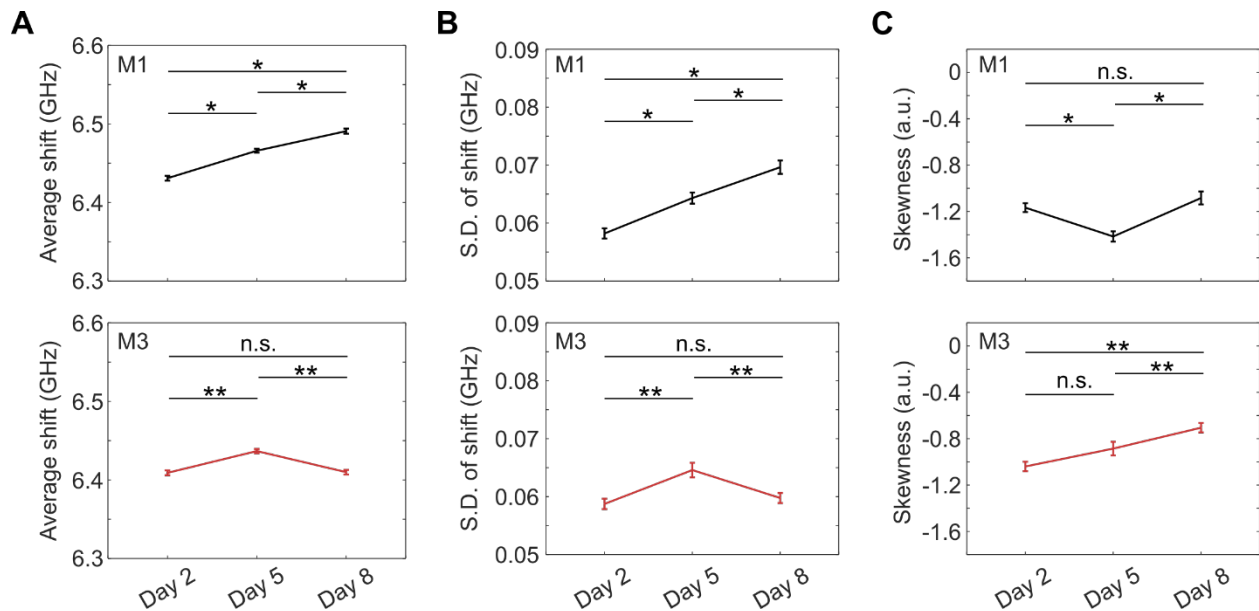 A
Average shift (GHz)
6.6
6.5
6.4
6.3
M1
*
*
*
B
S.D. of shift (GHz)
0.09
0.08
0.07
0.06
0.05
M1
*
*
*
C
Skewness (a.u.)
0
-0.4
-0.8
-1.2
-1.6
M1
n.s.
*
*
Average shift (GHz)
6.6
6.5
6.4
6.3
M3
n.s.
**
**
Day 2
Day 5
Day 8
S.D. of shift (GHz)
0.09
0.08
0.07
0.06
0.05
M3
n.s.
**
**
Day 2
Day 5
Day 8
Skewness (a.u.)
0
-0.4
-0.8
-1.2
-1.6
M3
**
**
n.s.
Day 2
Day 5
Day 8